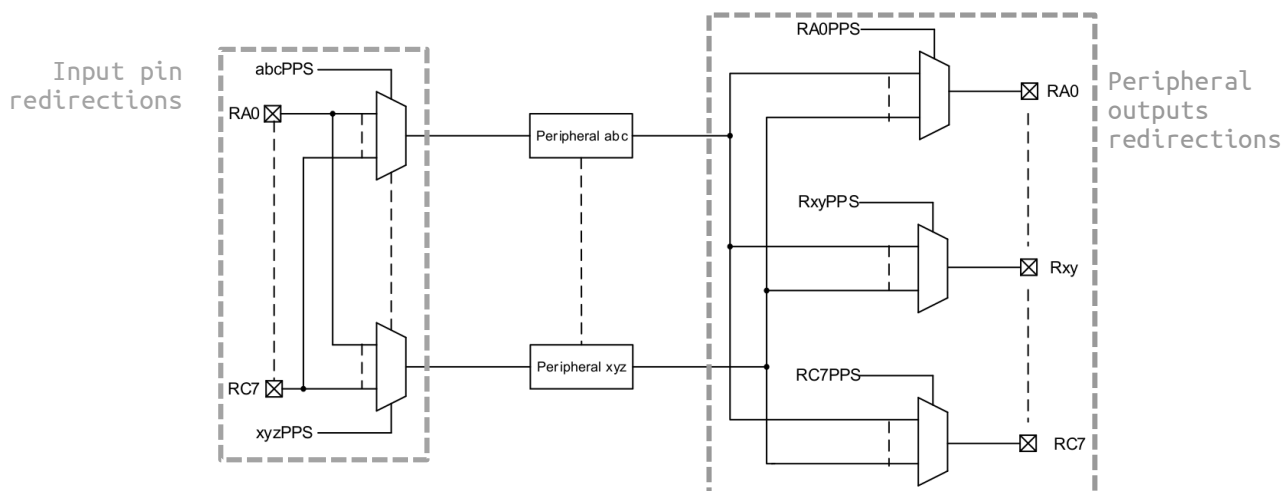 Input pin
redirections
abcPPS
RA0
RC7
xyzPPS
Peripheral abc
Peripheral xyz
RA0PPS
RA0
RxyPPS
Rxy
RC7PPS
RC7
Peripheral
outputs
redirections